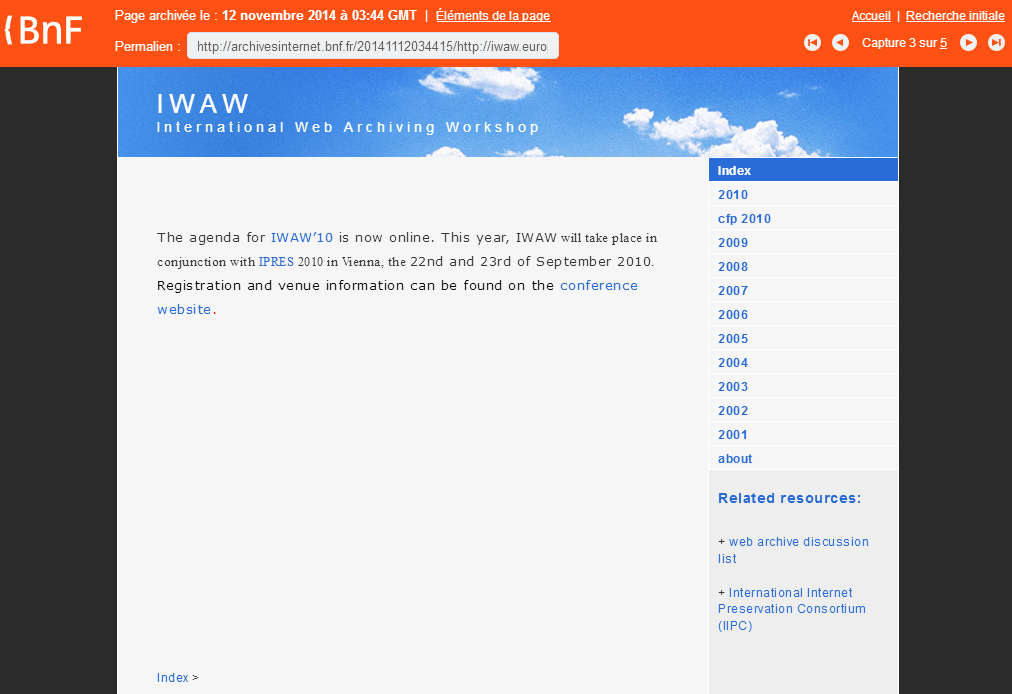 BnF
Page archivée le : 12 novembre 2014 à 03:44 GMT | Éléments de la page
Accueil | Recherche initiale
Permalien : http://archivesinternet.bnf.fr/20141112034415/http://iwaw.euro
Capture 3 sur 5
IWAW
International Web Archiving Workshop
The agenda for IWAW’10 is now online. This year, IWAW will take place in
conjunction with IPRES 2010 in Vienna, the 22nd and 23rd of September 2010.
Registration and venue information can be found on the conference
website.
Index >
Index
2010
cfp 2010
2009
2008
2007
2006
2005
2004
2003
2002
2001
about
Related resources:
+ web archive discussion
list
+ International Internet
Preservation Consortium
(IIPC)